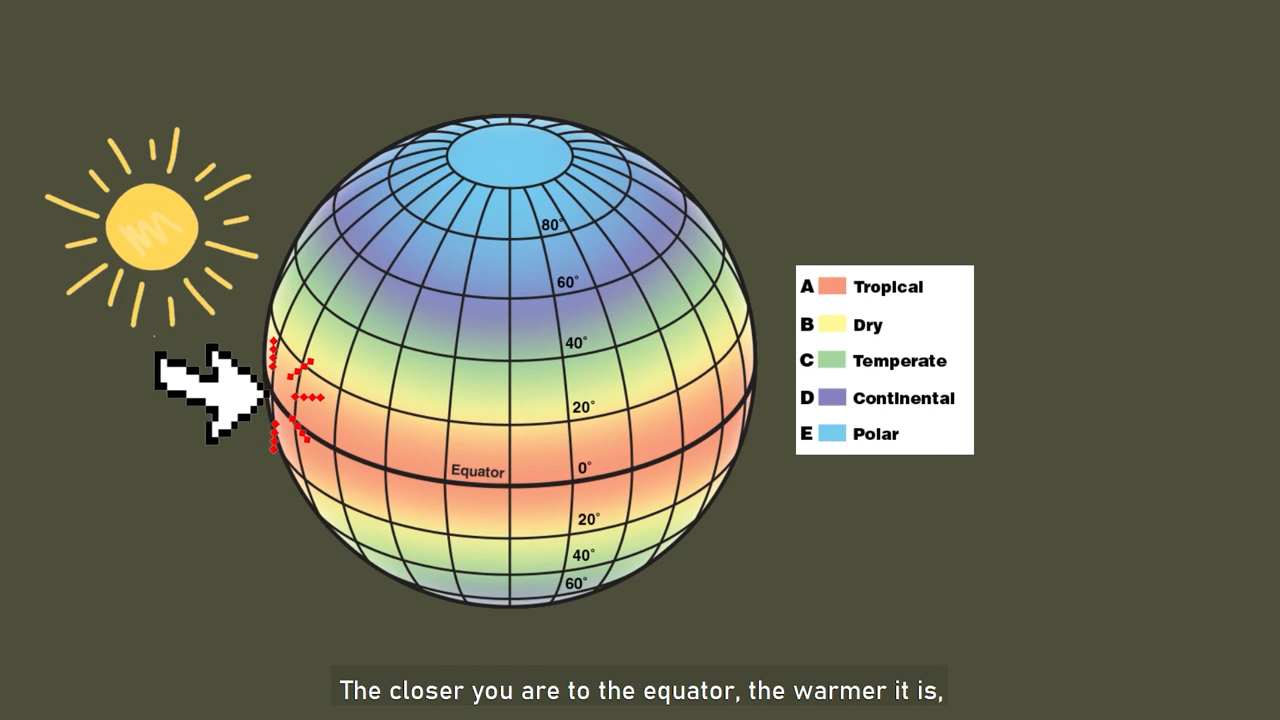 80°
60°
40°
20°
Equator 0°
20°
40°
60°
A Tropical
B Dry
C Temperate
D Continental
E Polar
The closer you are to the equator, the warmer it is,